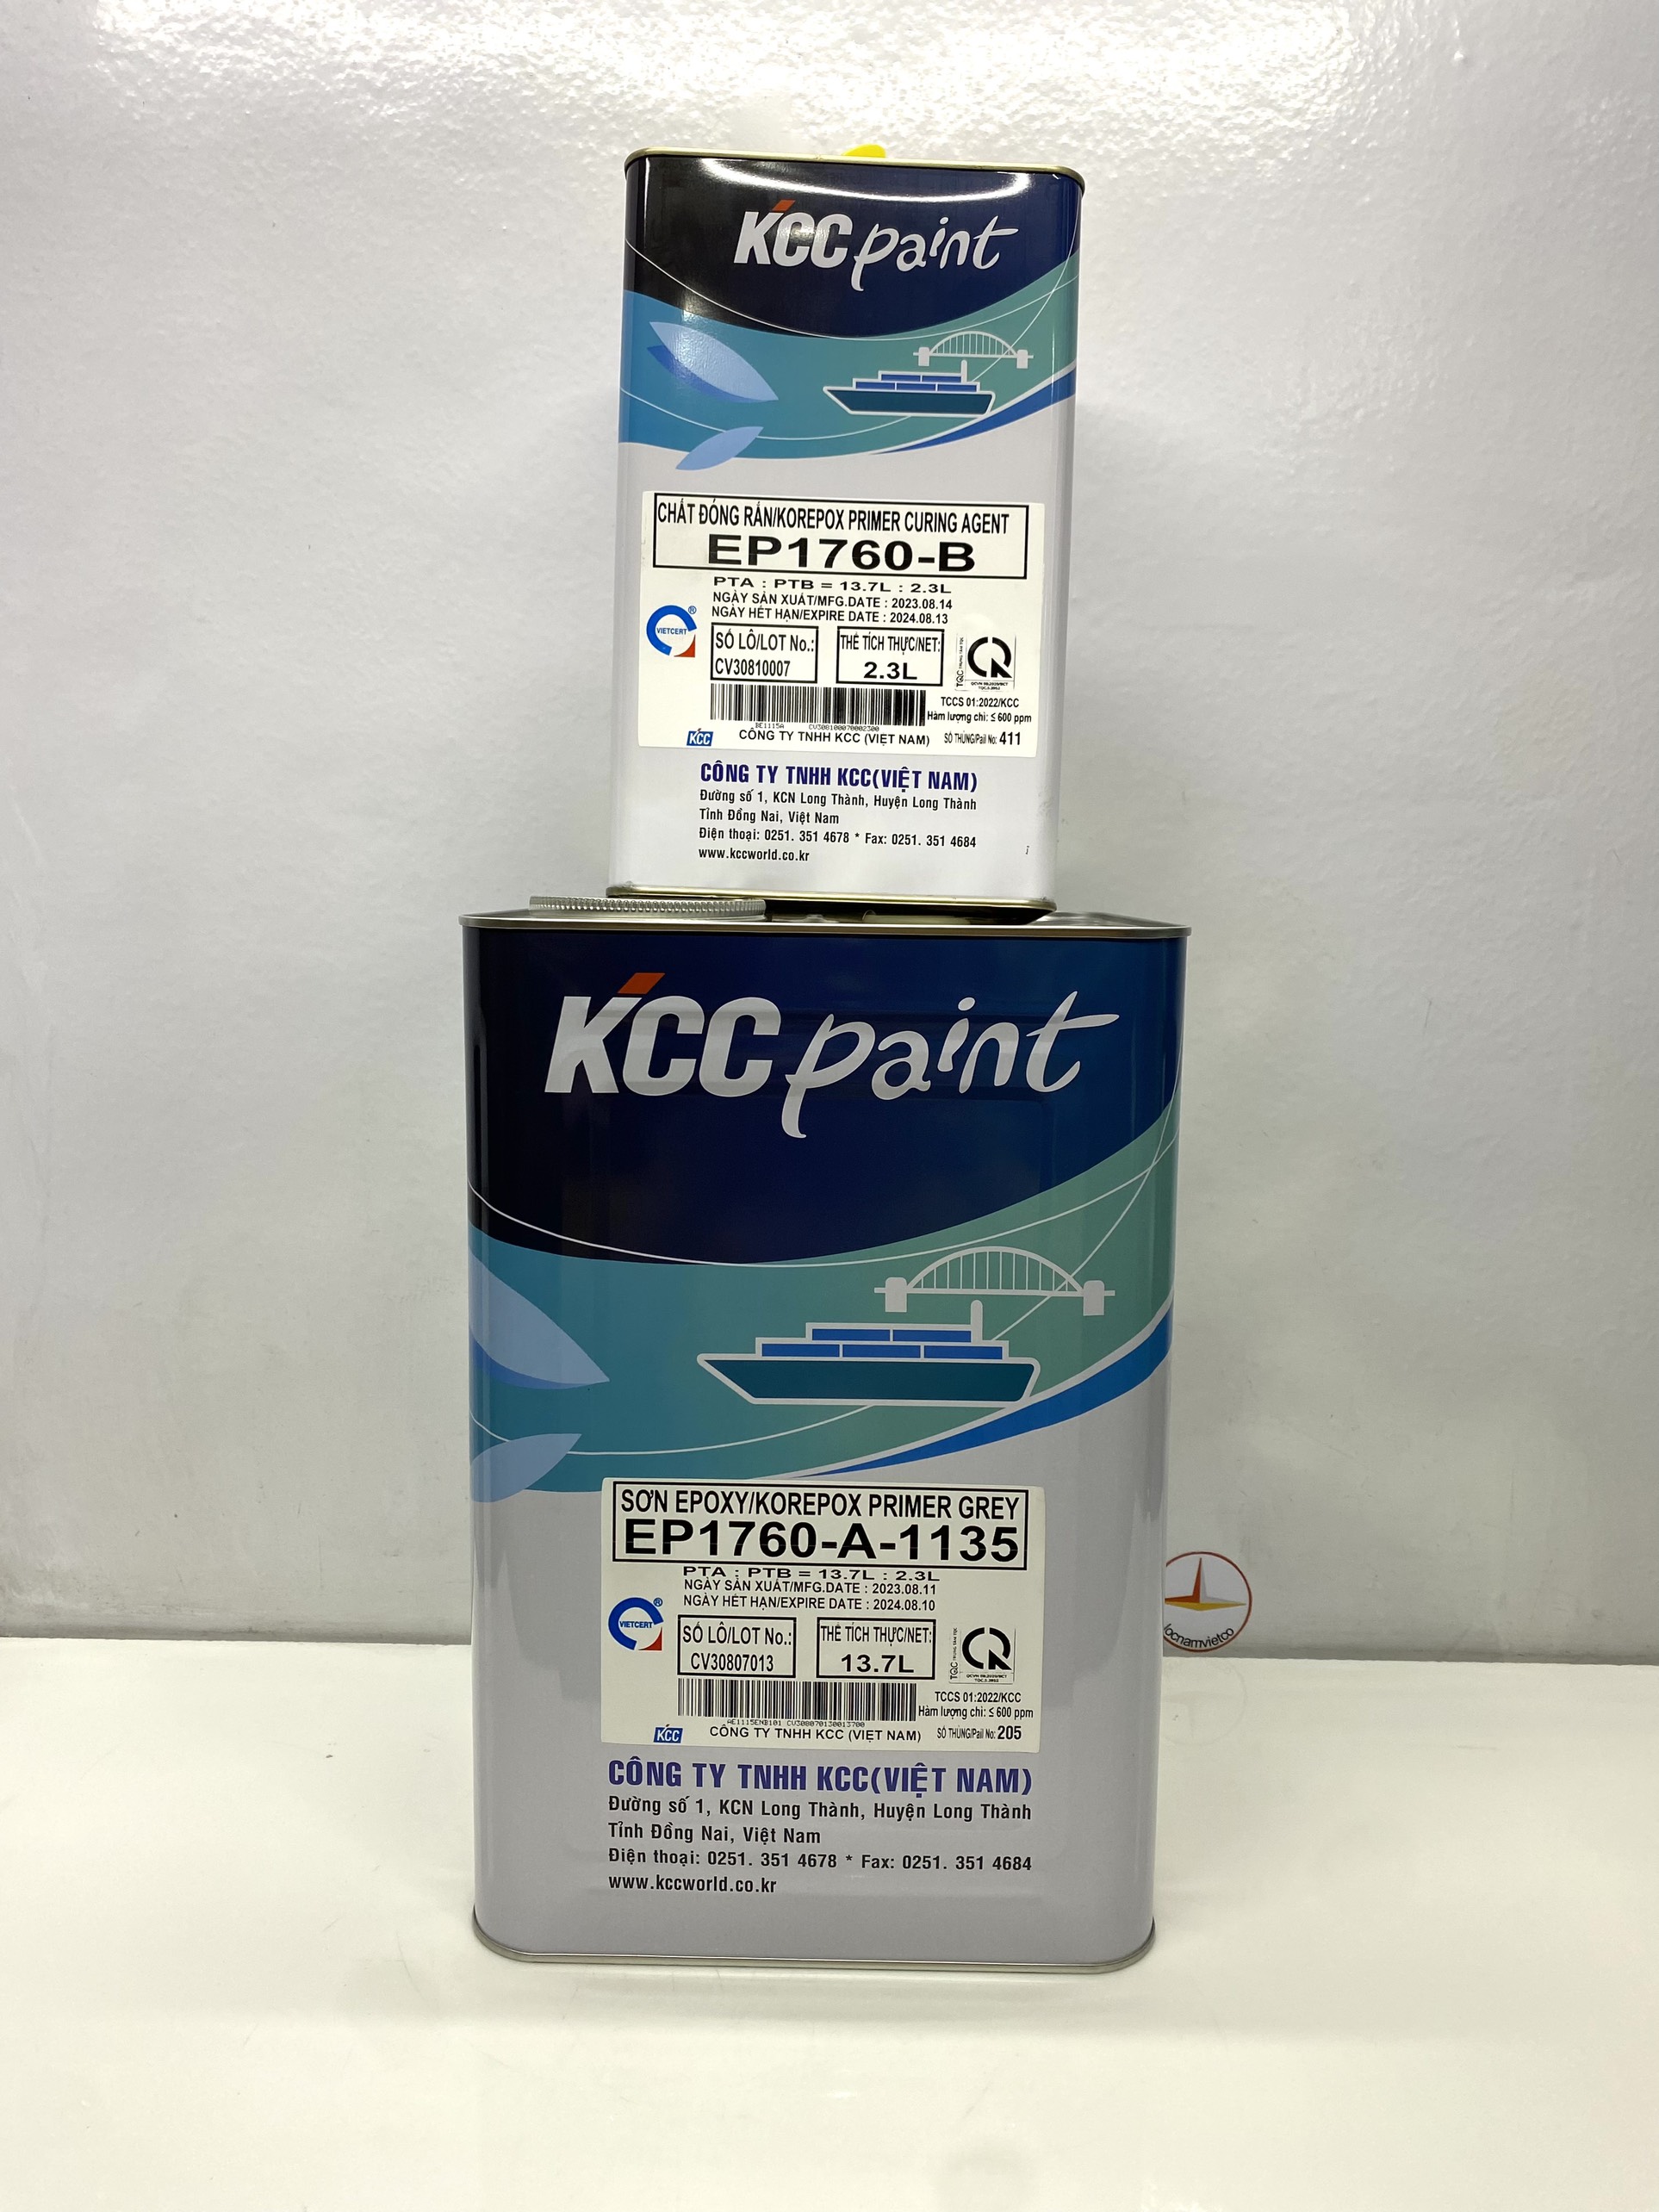 KCC paint
CHẤT ĐÓNG RẮN/KOREPOX PRIMER CURING AGENT
EP1760-B
PTA : PTB = 13.7L : 2.3L
NGÀY SẢN XUẤT/MFG.DATE : 2023.08.14
NGÀY HẾT HẠN/EXPIRE DATE : 2024.08.13
VIETCERT ®
SỐ LÔ/LOT No.:
CV30810007
THỂ TÍCH THỰC/NET:
2.3L
TQC
TCCS 01:2022/KCC
Hàm lượng chì: ≤ 600 ppm
BE1115A CV308100070002300
KCC CÔNG TY TNHH KCC (VIỆT NAM) SỐ THÙNG/Pail No: 411
CÔNG TY TNHH KCC(VIỆT NAM)
Đường số 1, KCN Long Thành, Huyện Long Thành
Tỉnh Đồng Nai, Việt Nam
Điện thoại: 0251. 351 4678 * Fax: 0251. 351 4684
www.kccworld.co.kr
KCC paint
SƠN EPOXY/KOREPOX PRIMER GREY
EP1760-A-1135
PTA : PTB = 13.7L : 2.3L
NGÀY SẢN XUẤT/MFG.DATE : 2023.08.11
NGÀY HẾT HẠN/EXPIRE DATE : 2024.08.10
VIETCERT ®
SỐ LÔ/LOT No.:
CV30807013
THỂ TÍCH THỰC/NET:
13.7L
TQC
TCCS 01:2022/KCC
Hàm lượng chì: ≤ 600 ppm
AE1115ENB101 CV308070130013700
KCC CÔNG TY TNHH KCC (VIỆT NAM) SỐ THÙNG/Pail No: 205
CÔNG TY TNHH KCC(VIỆT NAM)
Đường số 1, KCN Long Thành, Huyện Long Thành
Tỉnh Đồng Nai, Việt Nam
Điện thoại: 0251. 351 4678 * Fax: 0251. 351 4684
www.kccworld.co.kr
locnamvietco